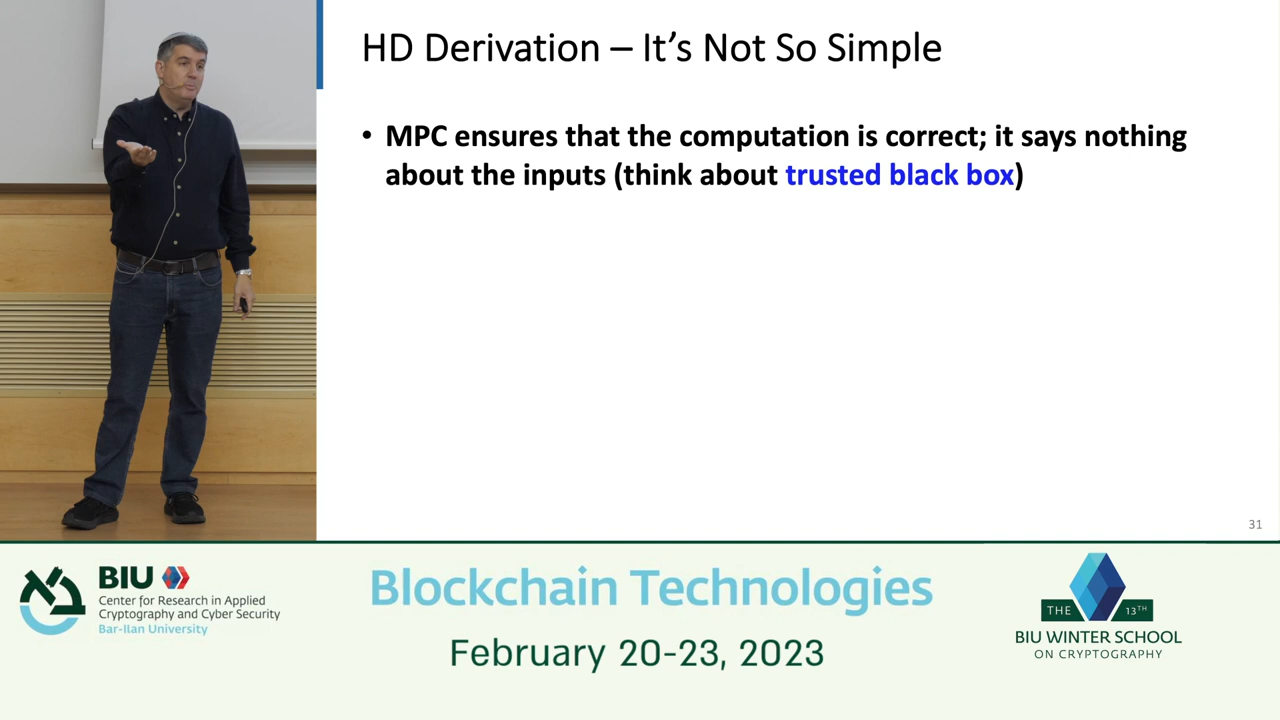 HD Derivation – It's Not So Simple
• MPC ensures that the computation is correct; it says nothing
about the inputs (think about trusted black box)
31
BIU
Center for Research in Applied
Cryptography and Cyber Security
Bar-Ilan University
Blockchain Technologies
February 20-23, 2023
THE 13TH
BIU WINTER SCHOOL
ON CRYPTOGRAPHY